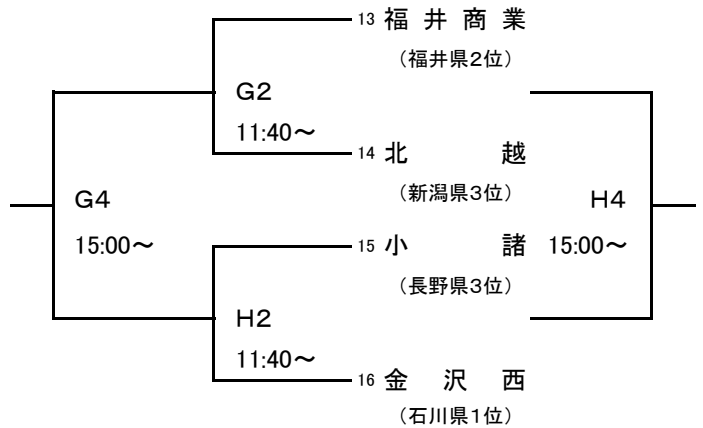 13 福井商業
（福井県２位）
Ｇ２
11:40～
14 北越
（新潟県３位）
Ｇ４
Ｈ４
15:00～
15 小諸
15:00～
（長野県３位）
Ｈ２
11:40～
16 金沢西
（石川県１位）